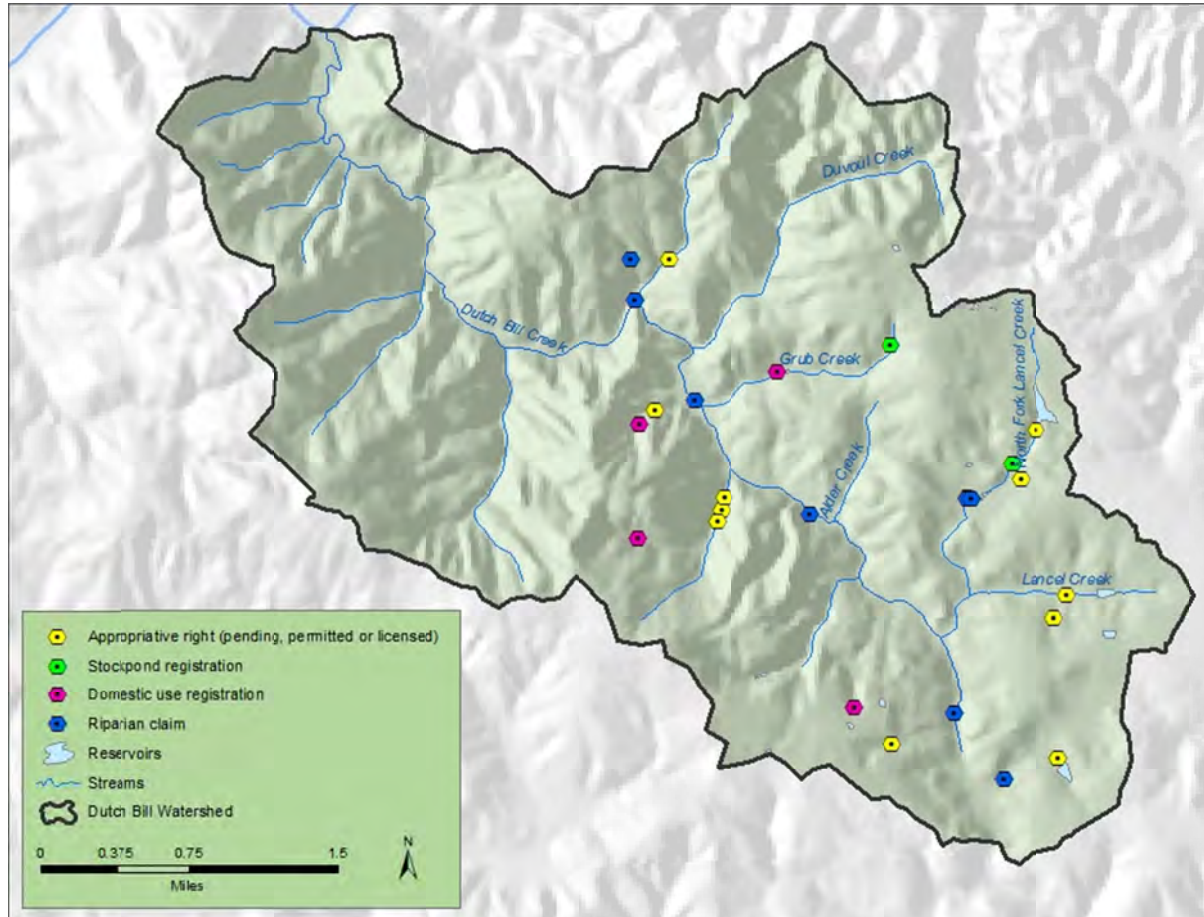 Duvoul Creek
Dutch Bill Creek
Grub Creek
North Fork Lancel Creek
Alder Creek
Lancel Creek
Appropriative right (pending, permitted or licensed)
Stockpond registration
Domestic use registration
Riparian claim
Reservoirs
Streams
Dutch Bill Watershed
N
0 0.375 0.75 1.5
Miles